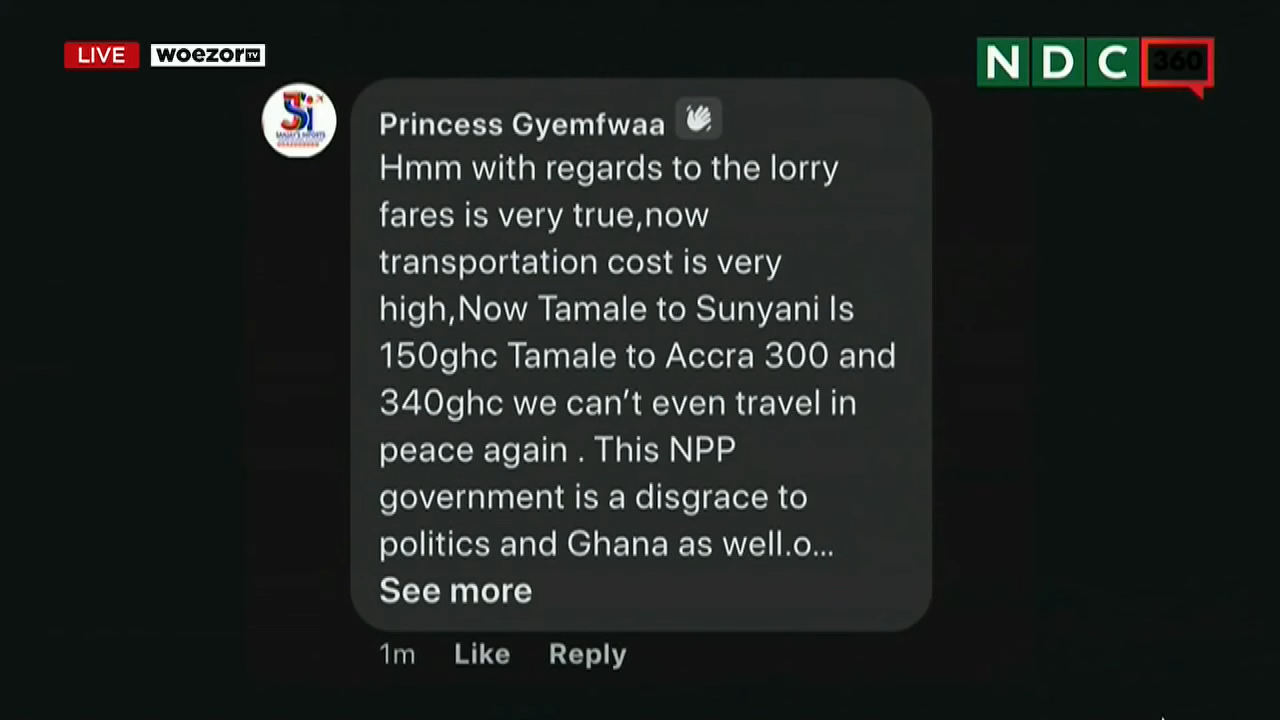 LIVE
woezor TV
NDC 360
Princess Gyemfwaa
Hmm with regards to the lorry
fares is very true,now
transportation cost is very
high,Now Tamale to Sunyani Is
150ghc Tamale to Accra 300 and
340ghc we can't even travel in
peace again . This NPP
government is a disgrace to
politics and Ghana as well.o...
See more
1m Like Reply